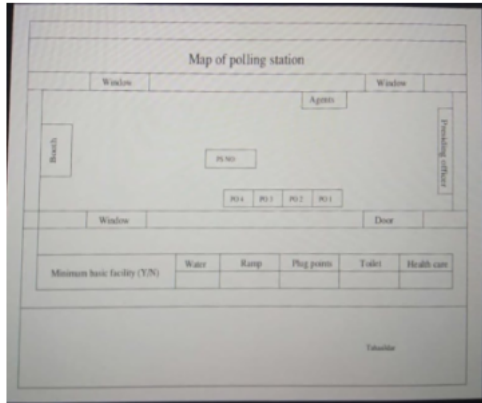 Map of polling station
Window Window
Agents
Booth
Presiding officer
PS NO
PO 4 PO 3 PO 2 PO 1
Window Door
Minimum basic facility (Y/N) Water Ramp Plug points Toilet Health care
Tahasildar